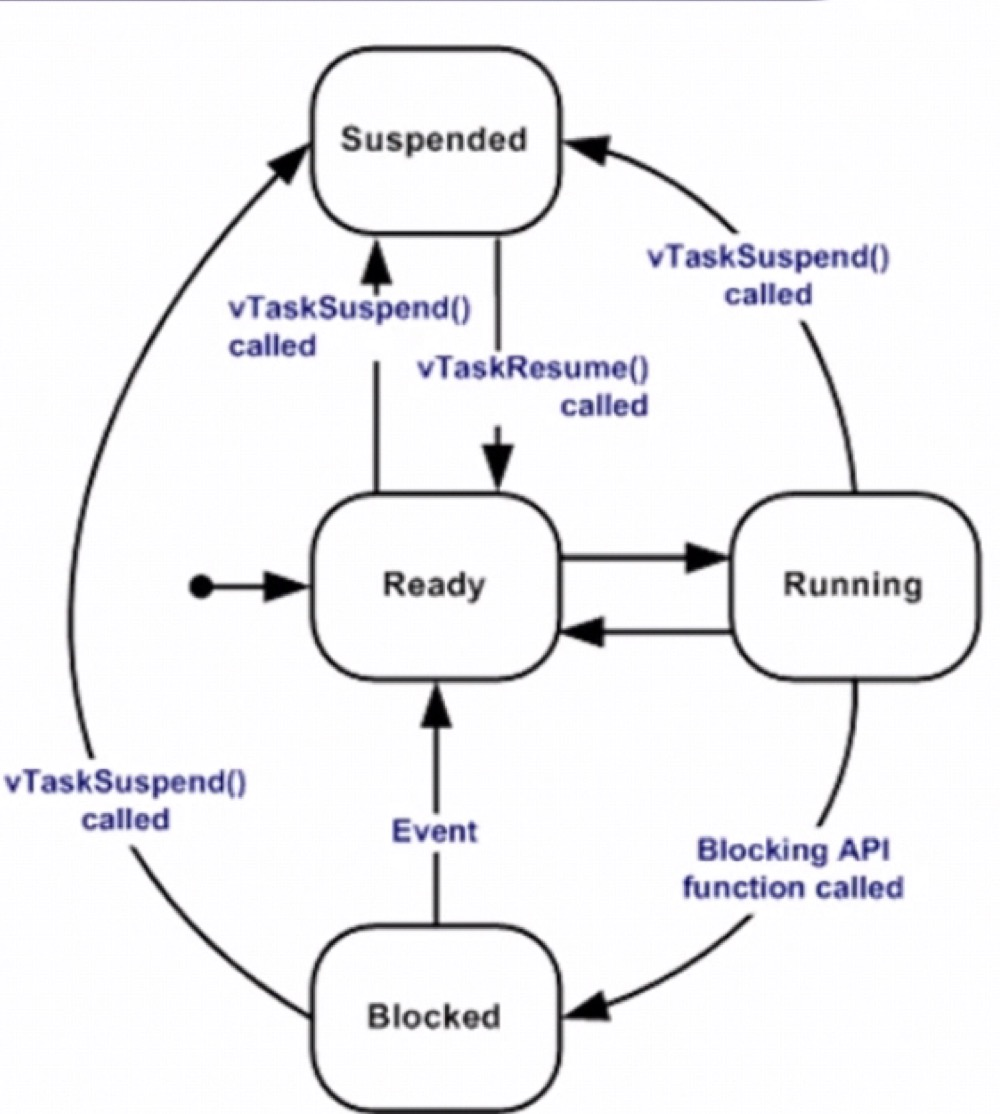 Suspended
vTaskSuspend()
called
vTaskSuspend()
called
vTaskResume()
called
Ready
Running
vTaskSuspend()
called
Event
Blocking API
function called
Blocked